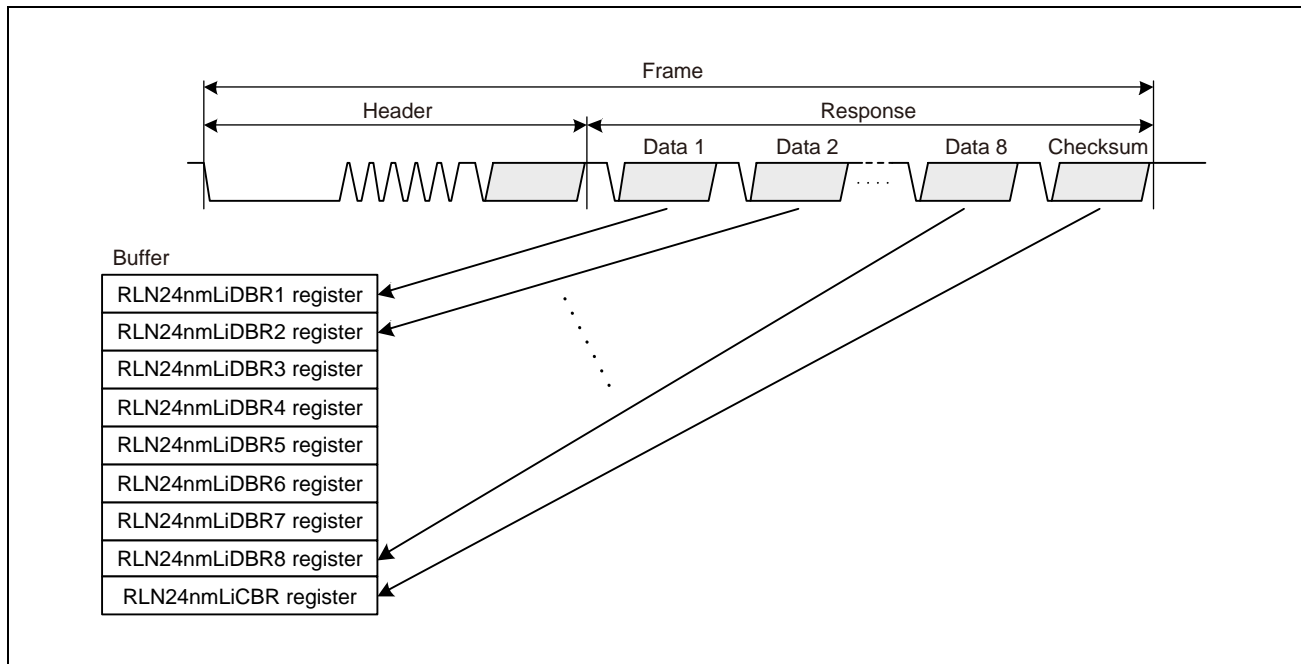 Frame
Header
Response
Data 1
Data 2
Data 8
Checksum
Buffer
RLN24nmLiDBR1 register
RLN24nmLiDBR2 register
RLN24nmLiDBR3 register
RLN24nmLiDBR4 register
RLN24nmLiDBR5 register
RLN24nmLiDBR6 register
RLN24nmLiDBR7 register
RLN24nmLiDBR8 register
RLN24nmLiCBR register